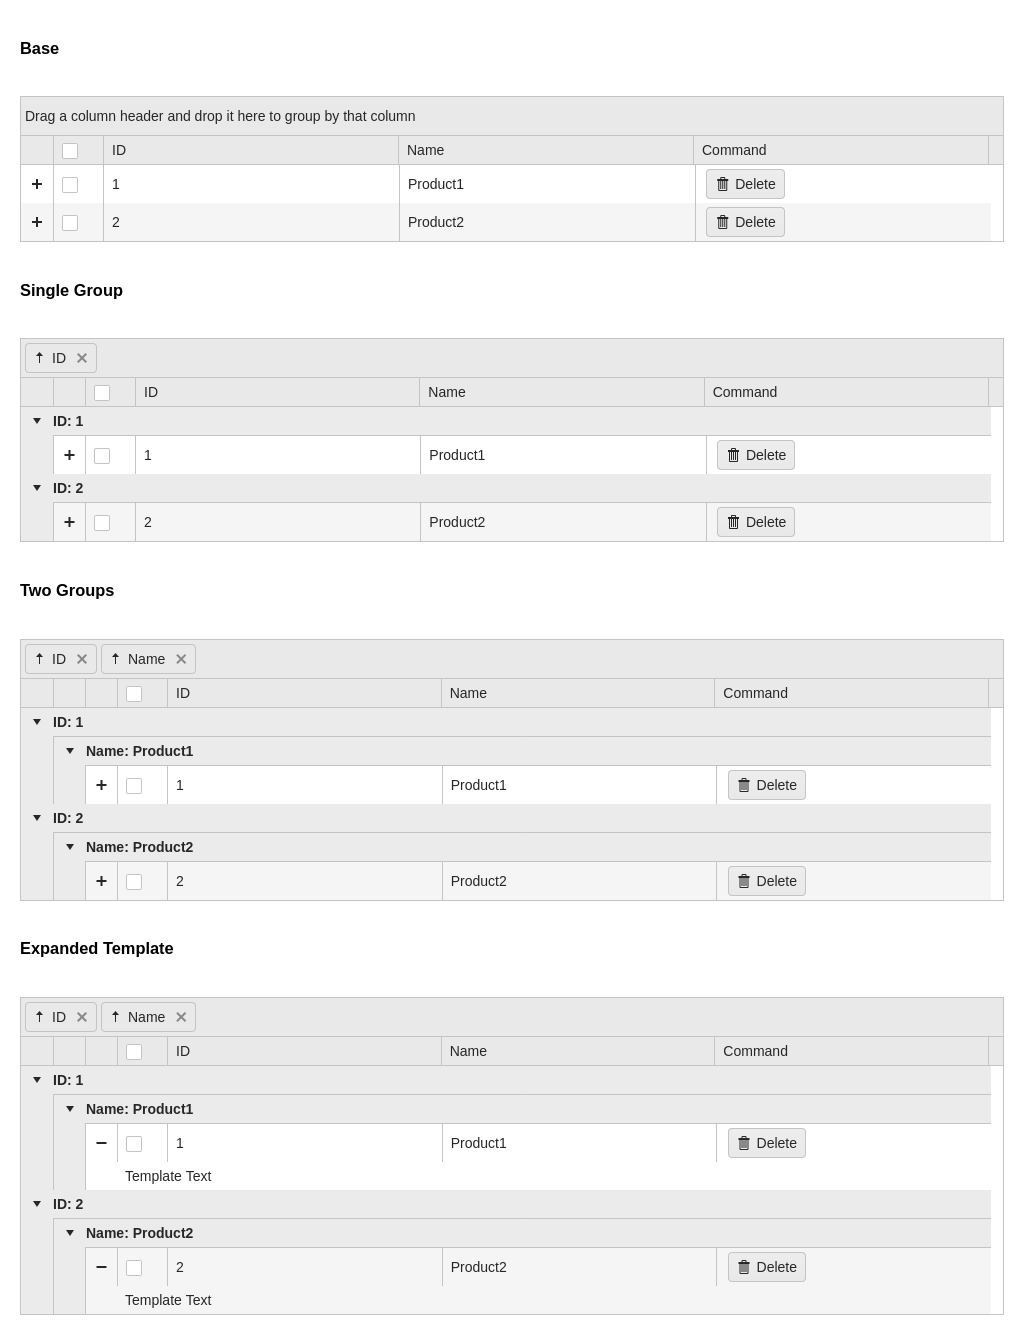 Base
Drag a column header and drop it here to group by that column
ID Name Command
1 Product1 Delete
2 Product2 Delete
Single Group
ID
ID Name Command
ID: 1
1 Product1 Delete
ID: 2
2 Product2 Delete
Two Groups
ID Name
ID Name Command
ID: 1
Name: Product1
1 Product1 Delete
ID: 2
Name: Product2
2 Product2 Delete
Expanded Template
ID Name
ID Name Command
ID: 1
Name: Product1
1 Product1 Delete
Template Text
ID: 2
Name: Product2
2 Product2 Delete
Template Text